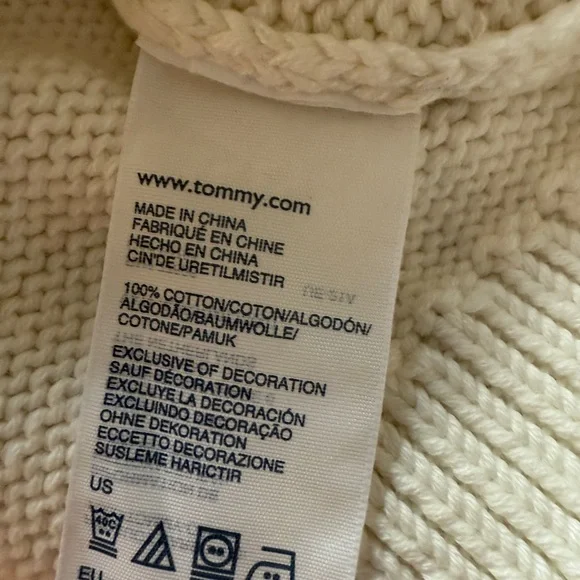 www.tommy.com
MADE IN CHINA
FABRIQUÉ EN CHINE
HECHO EN CHINA
CIN'DE URETILMISTIR
100% COTTON/COTON/ALGODÓN/
ALGODÃO/BAUMWOLLE/
COTONE/PAMUK
EXCLUSIVE OF DECORATION
SAUF DÉCORATION
EXCLUYE LA DECORACIÓN
EXCLUINDO DECORAÇÃO
OHNE DEKORATION
ECCETTO DECORAZIONE
SUSLEME HARICTIR
US
40C
EU